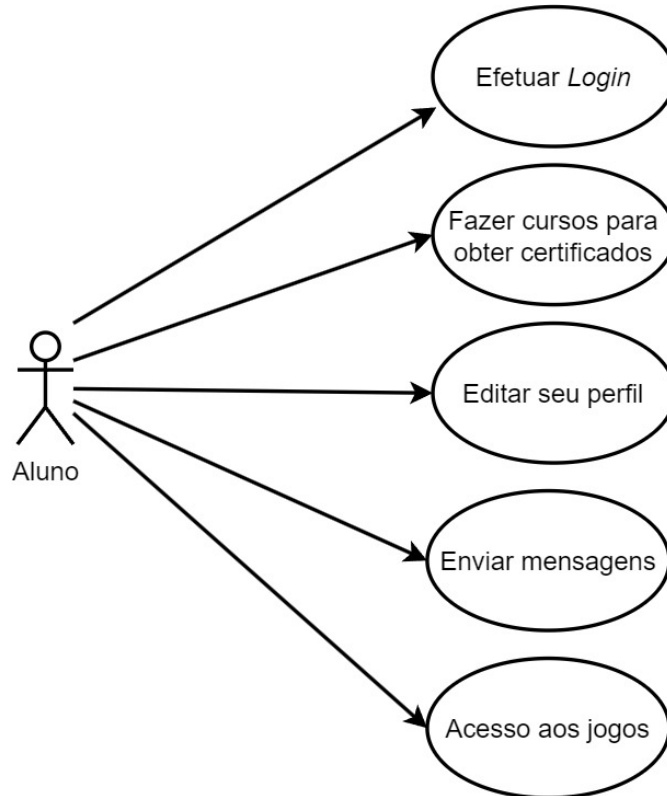 Efetuar Login
Fazer cursos para
obter certificados
Editar seu perfil
Aluno
Enviar mensagens
Acesso aos jogos